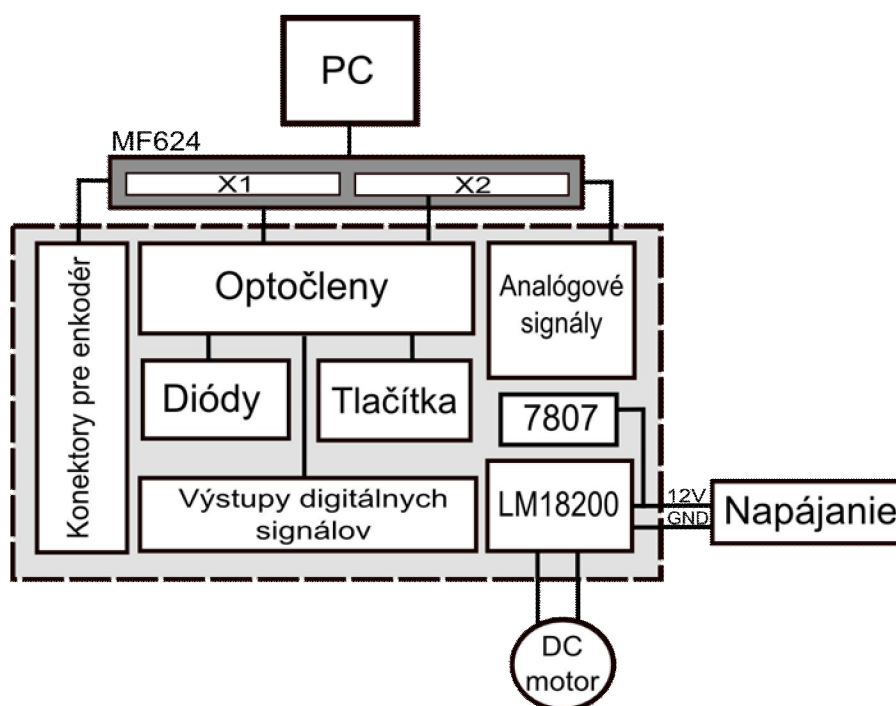 PC
MF624
X1
X2
Konektory pre enkodér
Optočleny
Analógové
signály
Diódy
Tlačítka
7807
Výstupy digitálnych
signálov
LM18200
12V
GND
Napájanie
DC
motor